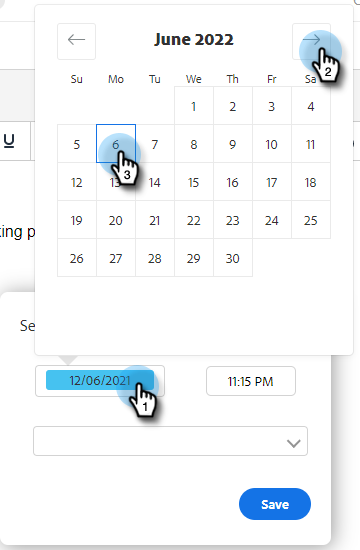 June 2022
2
Su Mo Tu We Th Fr Sa
1 2 3 4
5 6 7 8 9 10 11
3
12 13 14 15 16 17 18
19 20 21 22 23 24 25
26 27 28 29 30
U
12/06/2021 11:15 PM
1
Save